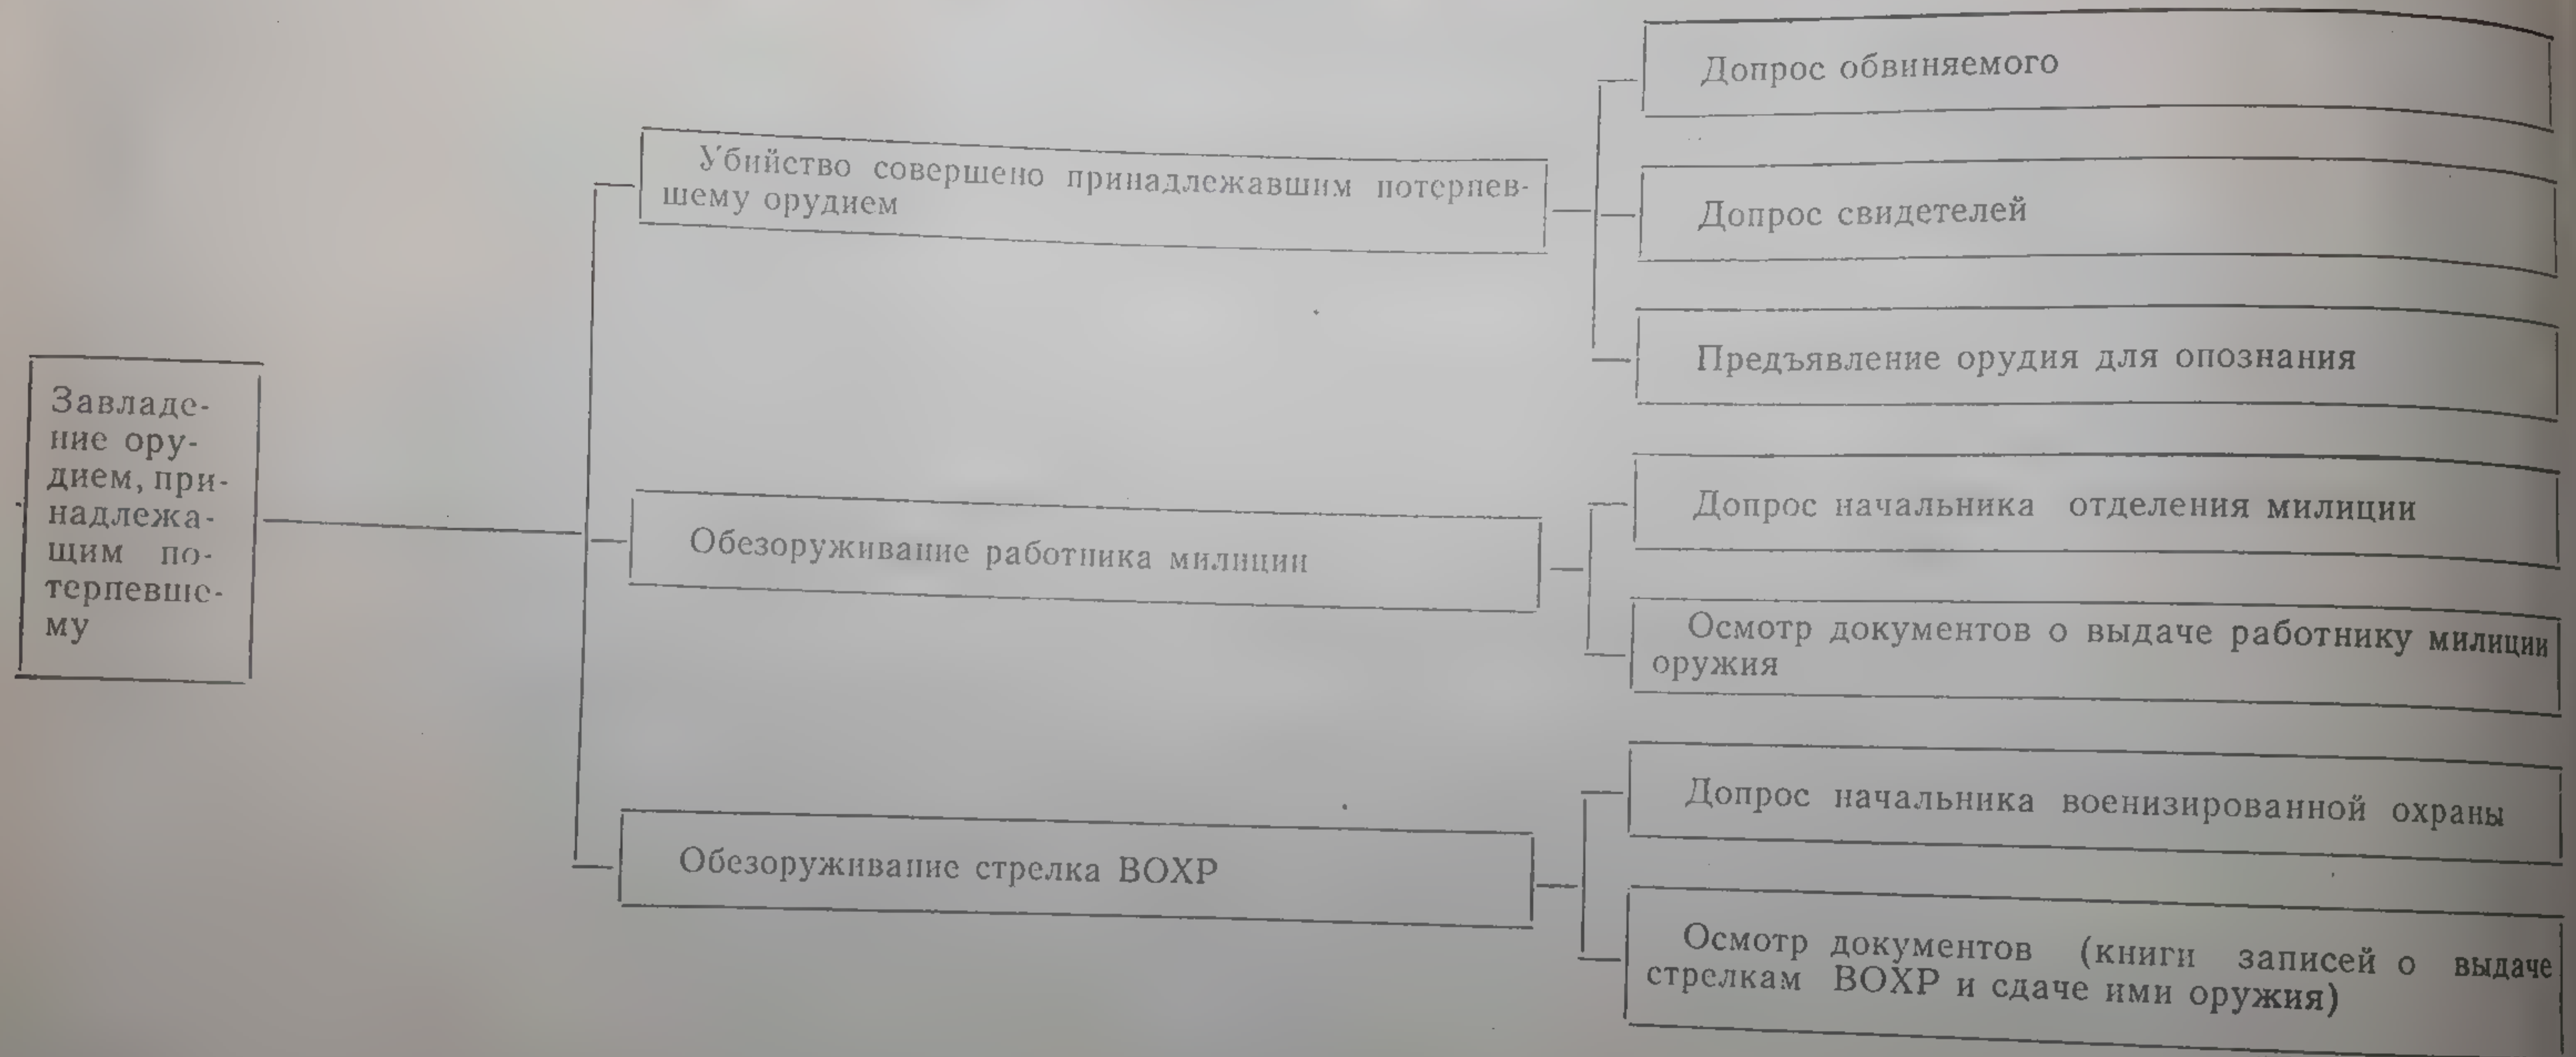 Завладе-
ние ору-
дием, при-
надлежа-
щим по-
терпевше-
му
Убийство совершено принадлежавшим потерпев-
шему орудием
Обезоруживание работника милиции
Обезоруживание стрелка ВОХР
Допрос обвиняемого
Допрос свидетелей
Предъявление орудия для опознания
Допрос начальника отделения милиции
Осмотр документов о выдаче работнику милиции
оружия
Допрос начальника военизированной охраны
Осмотр документов (книги записей о выдаче
стрелкам ВОХР и сдаче ими оружия)